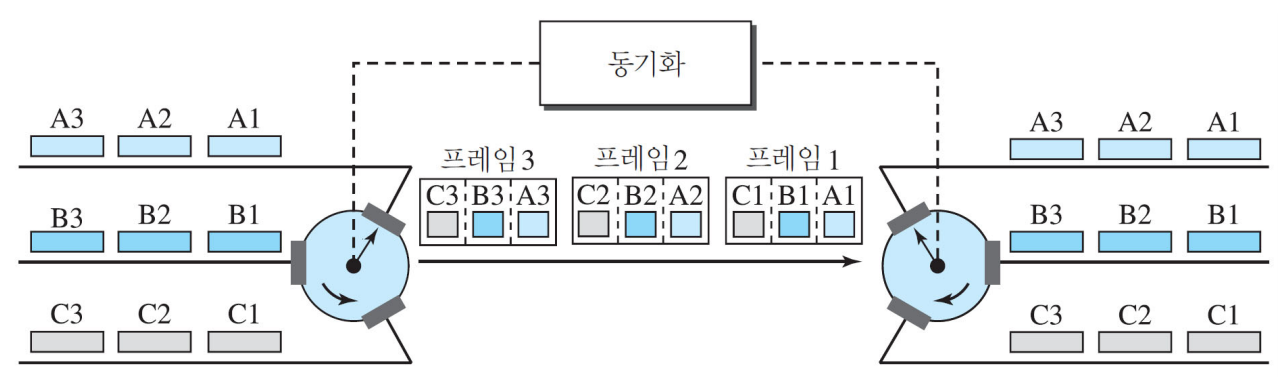 동기화
A3 A2 A1
A3 A2 A1
프레임3 프레임2 프레임1
C3 B3 A3 C2 B2 A2 C1 B1 A1
B3 B2 B1
B3 B2 B1
C3 C2 C1
C3 C2 C1